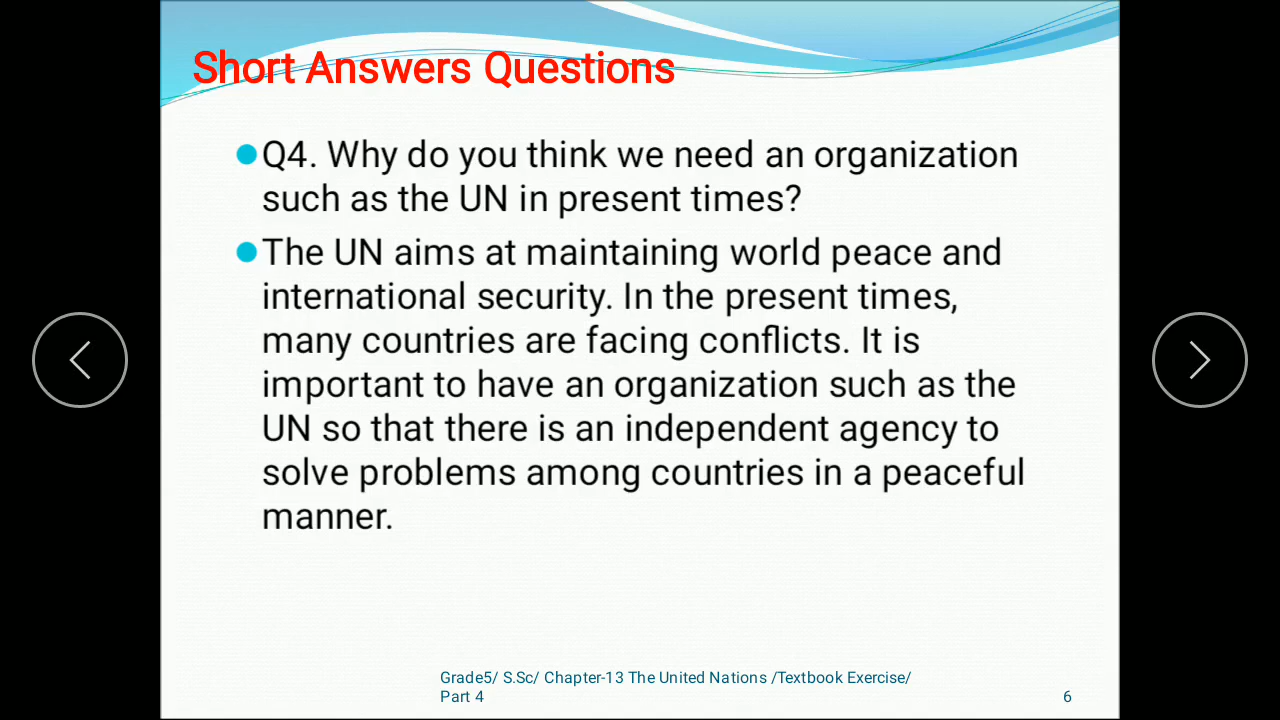 Short Answers Questions
Q4. Why do you think we need an organization
such as the UN in present times?
The UN aims at maintaining world peace and
international security. In the present times,
many countries are facing conflicts. It is
important to have an organization such as the
UN so that there is an independent agency to
solve problems among countries in a peaceful
manner.
Grade5/ S.Sc/ Chapter-13 The United Nations /Textbook Exercise/
Part 4
6